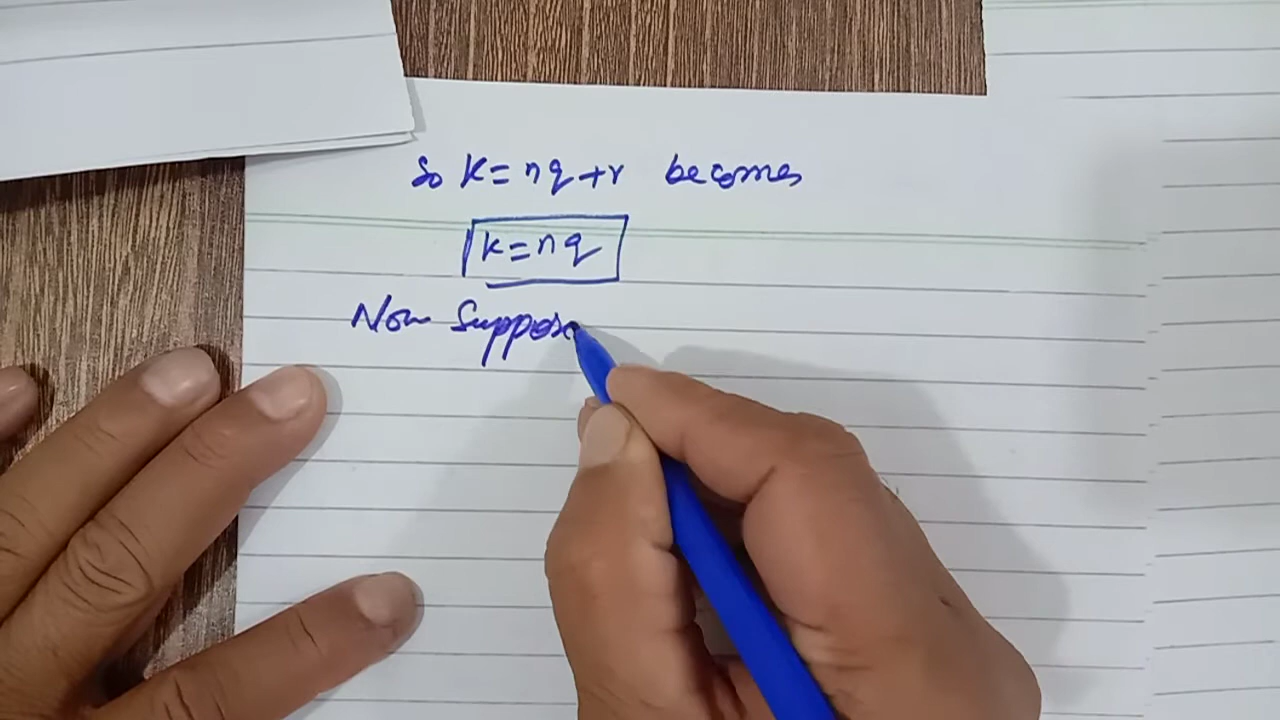 So k = nq + r becomes
k = nq
Now Suppose